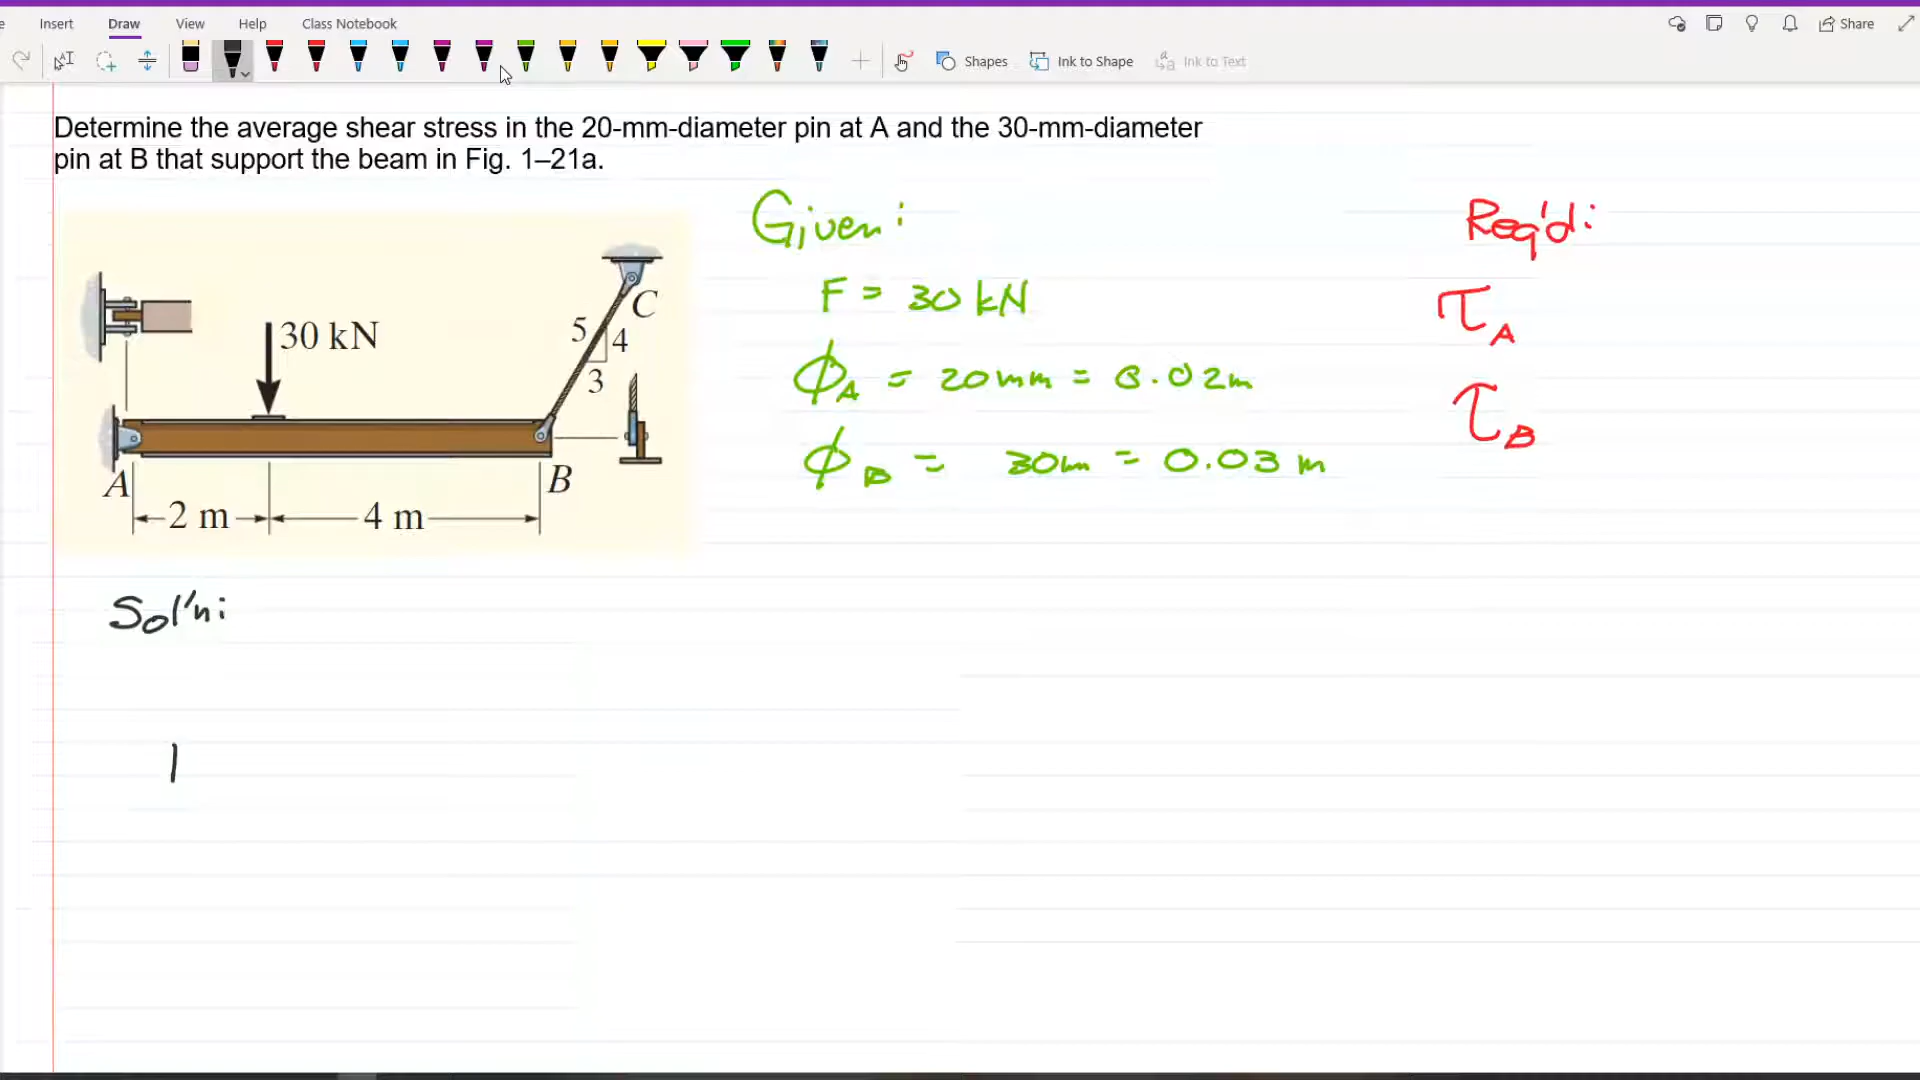 Insert Draw View Help Class Notebook Share
Shapes Ink to Shape Ink to Text
Determine the average shear stress in the 20-mm-diameter pin at A and the 30-mm-diameter
pin at B that support the beam in Fig. 1–21a.
Given:
Req'd:
F = 30 kN
τA
ϕA = 20mm = 0.02m
τB
ϕB = 30m = 0.03 m
C
30 kN
5
4
3
A
B
2 m
4 m
Sol'n: